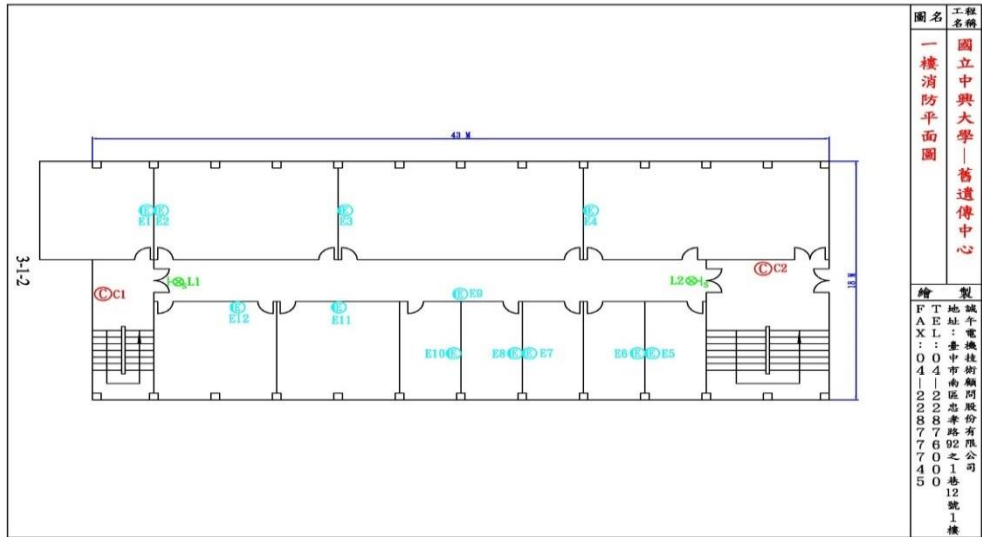 工程名稱
國立中興大學—舊遺傳中心
圖名
一樓消防平面圖
繪製
誠午電機技術顧問股份有限公司
地址:臺中市南區忠孝路92之1巷12號1樓
TEL:04—22876000
FAX:04—22877745
43 M
E1
E2
E3
E4
3-1-2
C1
L1
L2
C2
18 M
E12
E11
E9
E10
E8
E7
E6
E5